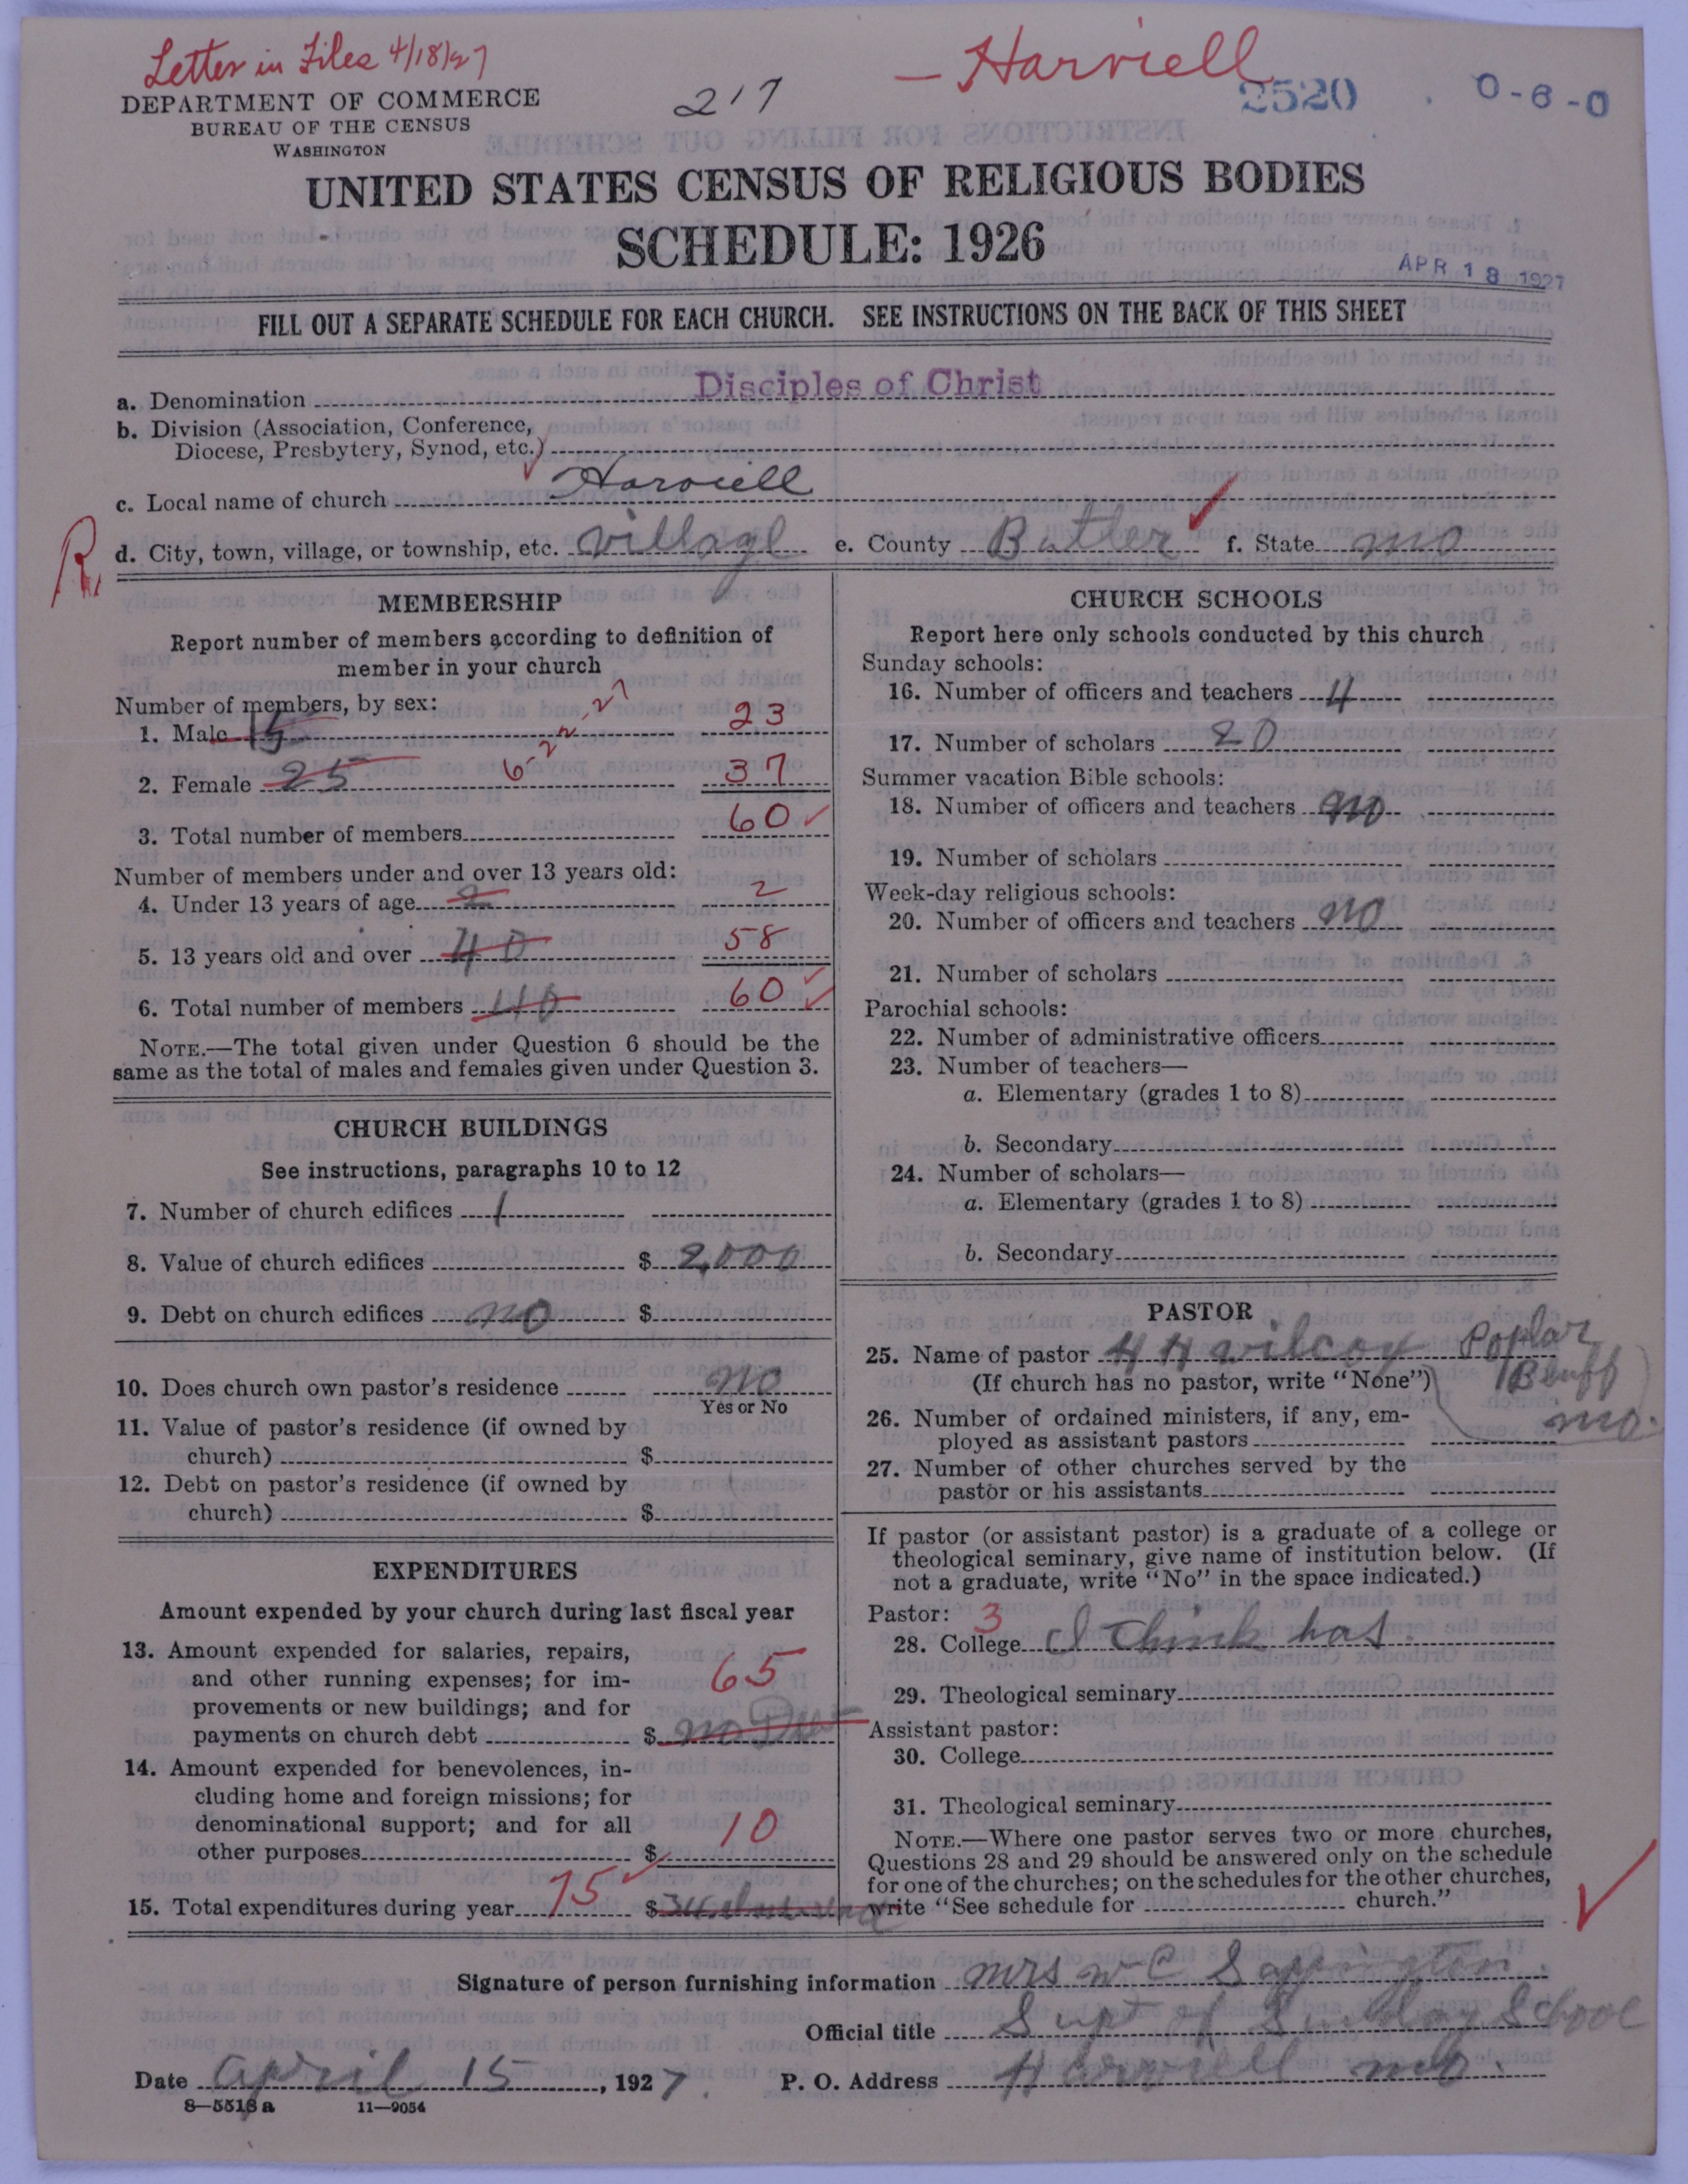 Letter in Files 4/18/27
DEPARTMENT OF COMMERCE
BUREAU OF THE CENSUS
WASHINGTON
217
— Harviell
2520
0-6-0
UNITED STATES CENSUS OF RELIGIOUS BODIES
SCHEDULE: 1926
APR 18 1927
FILL OUT A SEPARATE SCHEDULE FOR EACH CHURCH. SEE INSTRUCTIONS ON THE BACK OF THIS SHEET
a. Denomination Disciples of Christ
b. Division (Association, Conference,
Diocese, Presbytery, Synod, etc.)
c. Local name of church Harviell
R. d. City, town, village, or township, etc. village e. County Butler f. State mo
MEMBERSHIP
Report number of members according to definition of
member in your church
Number of members, by sex:
1. Male 15 23
6-22-27
2. Female 25 37
3. Total number of members 60
Number of members under and over 13 years old:
4. Under 13 years of age 2 2
5. 13 years old and over 40 58
6. Total number of members 40 60
NOTE.—The total given under Question 6 should be the
same as the total of males and females given under Question 3.
CHURCH BUILDINGS
See instructions, paragraphs 10 to 12
7. Number of church edifices 1
8. Value of church edifices $ 2,000
9. Debt on church edifices no $
10. Does church own pastor's residence no
Yes or No
11. Value of pastor's residence (if owned by
church) $
12. Debt on pastor's residence (if owned by
church) $
EXPENDITURES
Amount expended by your church during last fiscal year
13. Amount expended for salaries, repairs,
and other running expenses; for im-
provements or new buildings; and for
payments on church debt $ no Det 65
14. Amount expended for benevolences, in-
cluding home and foreign missions; for
denominational support; and for all
other purposes $ 10
15. Total expenditures during year 75 $
CHURCH SCHOOLS
Report here only schools conducted by this church
Sunday schools:
16. Number of officers and teachers 4
17. Number of scholars 20
Summer vacation Bible schools:
18. Number of officers and teachers no
19. Number of scholars
Week-day religious schools:
20. Number of officers and teachers no
21. Number of scholars
Parochial schools:
22. Number of administrative officers
23. Number of teachers—
a. Elementary (grades 1 to 8)
b. Secondary
24. Number of scholars—
a. Elementary (grades 1 to 8)
b. Secondary
PASTOR
25. Name of pastor H H Wilcox Poplar
(If church has no pastor, write "None") Bluff
mo.
26. Number of ordained ministers, if any, em-
ployed as assistant pastors
27. Number of other churches served by the
pastor or his assistants
If pastor (or assistant pastor) is a graduate of a college or
theological seminary, give name of institution below. (If
not a graduate, write "No" in the space indicated.)
Pastor: 3
28. College I think has.
29. Theological seminary
Assistant pastor:
30. College
31. Theological seminary
NOTE.—Where one pastor serves two or more churches,
Questions 28 and 29 should be answered only on the schedule
for one of the churches; on the schedules for the other churches,
write "See schedule for church."
Signature of person furnishing information mrs w C Sappington.
Official title Supt of Sunday School
Date april 15, 1927. P. O. Address Harviell mo.
8—5516a 11—9054